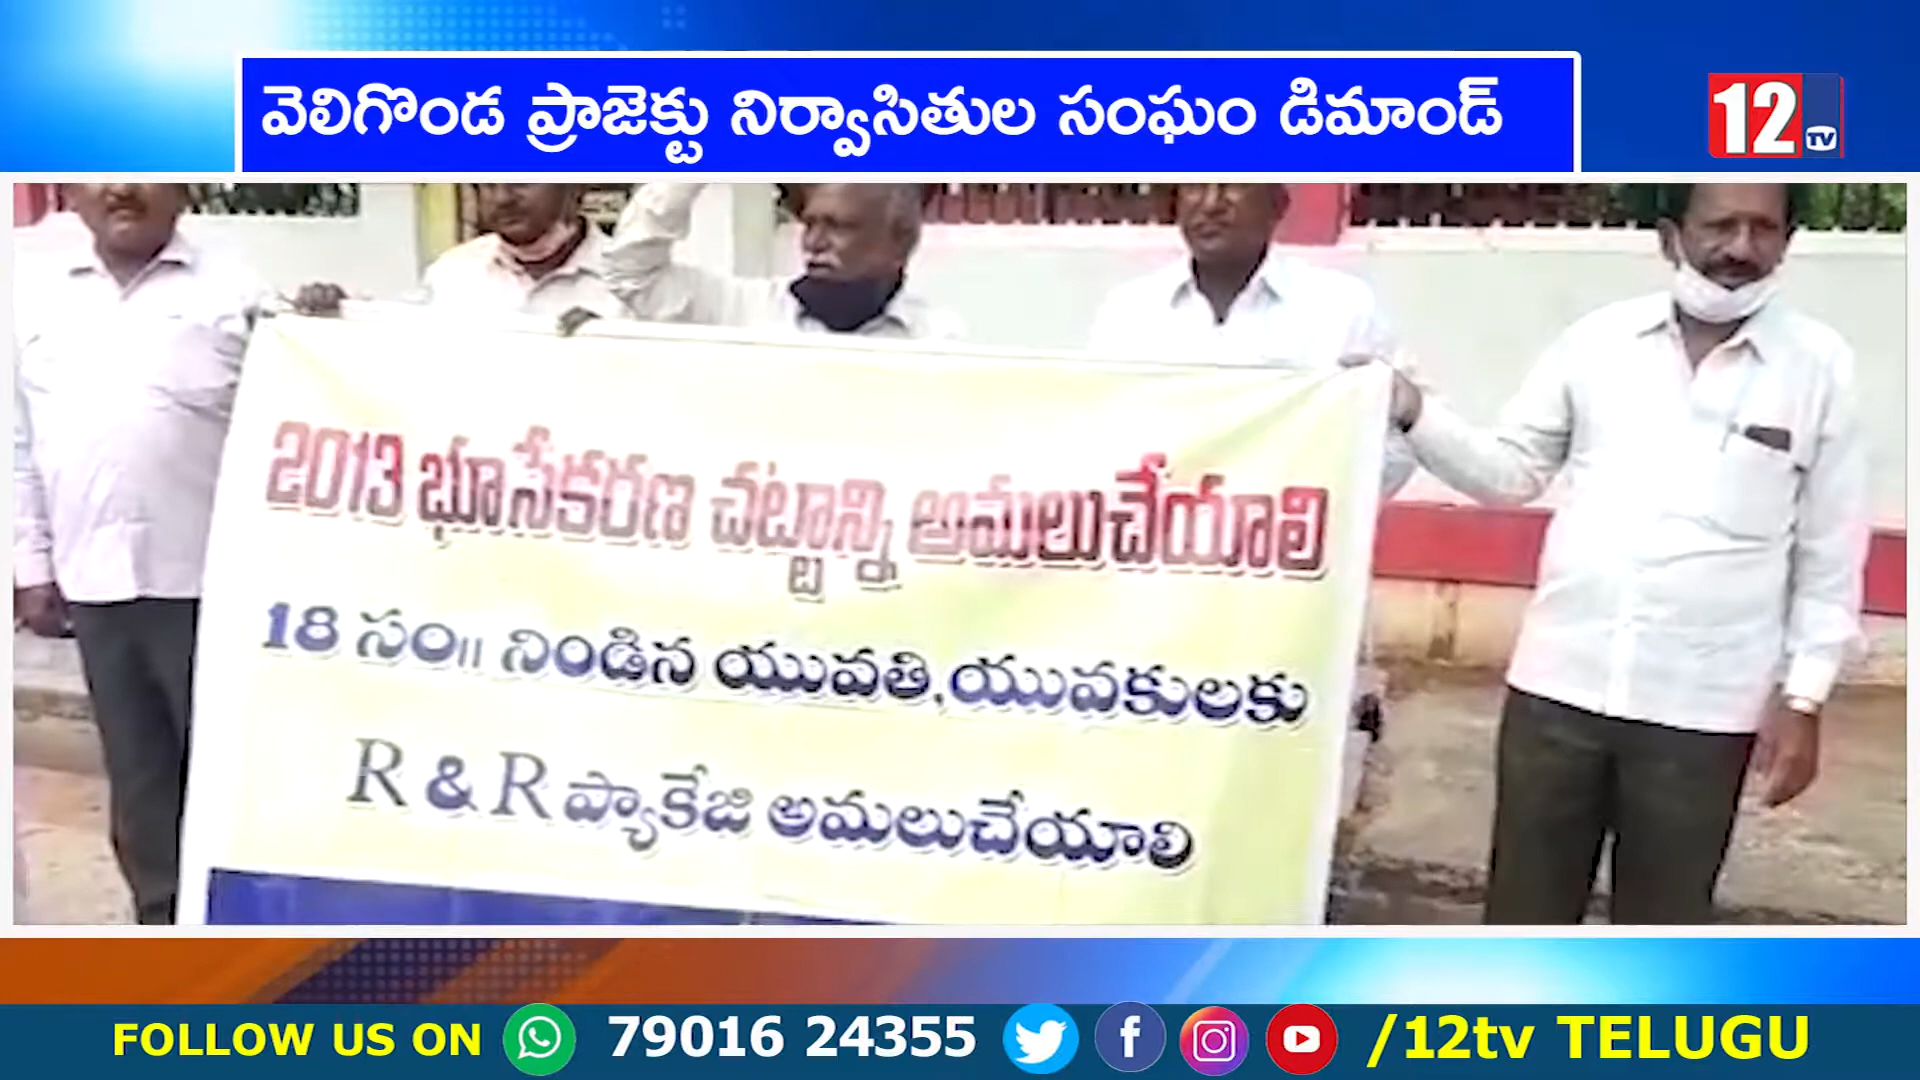 వెలిగొండ ప్రాజెక్టు నిర్వాసితుల సంఘం డిమాండ్
12 TV
2013 భూసేకరణ చట్టాన్ని అమలుచేయాలి
18 సం॥ నిండిన యువతి,యువకులకు
R & R ప్యాకేజి అమలుచేయాలి
FOLLOW US ON 79016 24355 /12tv TELUGU